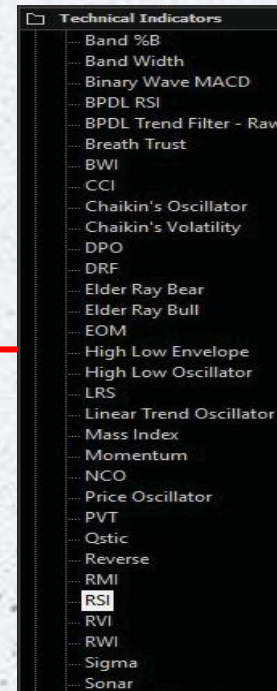 Technical Indicators
Band %B
Band Width
Binary Wave MACD
BPDL RSI
BPDL Trend Filter - Raw
Breath Trust
BWI
CCI
Chaikin's Oscillator
Chaikin's Volatility
DPO
DRF
Elder Ray Bear
Elder Ray Bull
EOM
High Low Envelope
High Low Oscillator
LRS
Linear Trend Oscillator
Mass Index
Momentum
NCO
Price Oscillator
PVT
Qstic
Reverse
RMI
RSI
RVI
RWI
Sigma
Sonar